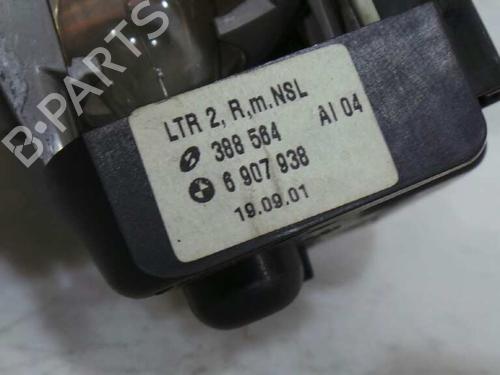 B-PARTS
LTR 2, R,m.NSL
388 564 AI 04
6 907 938
19.09.01